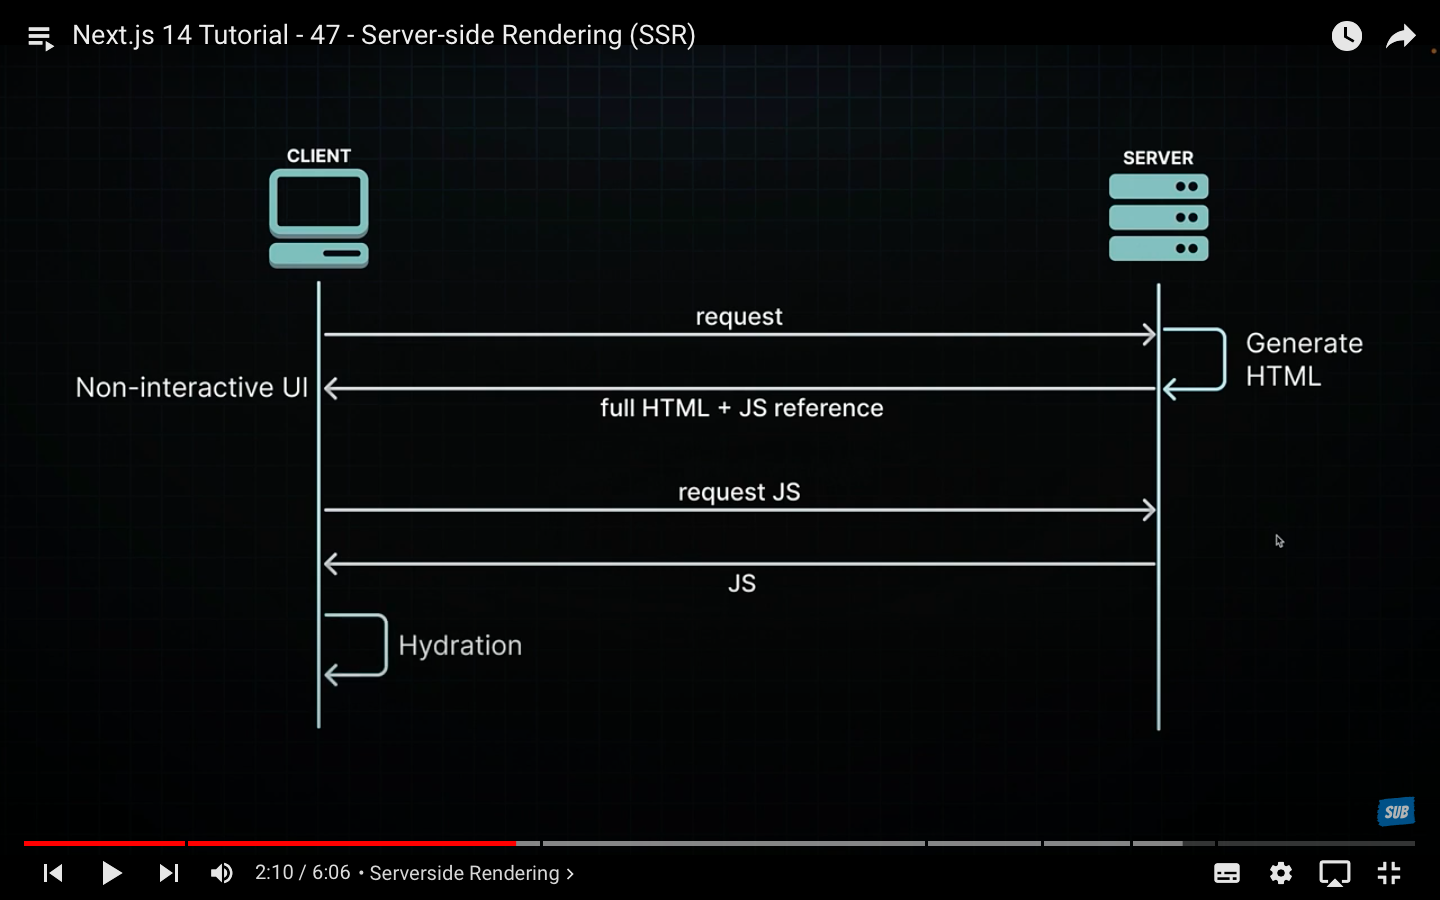 Next.js 14 Tutorial - 47 - Server-side Rendering (SSR)
CLIENT
SERVER
request
Generate
HTML
Non-interactive UI
full HTML + JS reference
request JS
JS
Hydration
SUB
2:10 / 6:06 • Serverside Rendering >